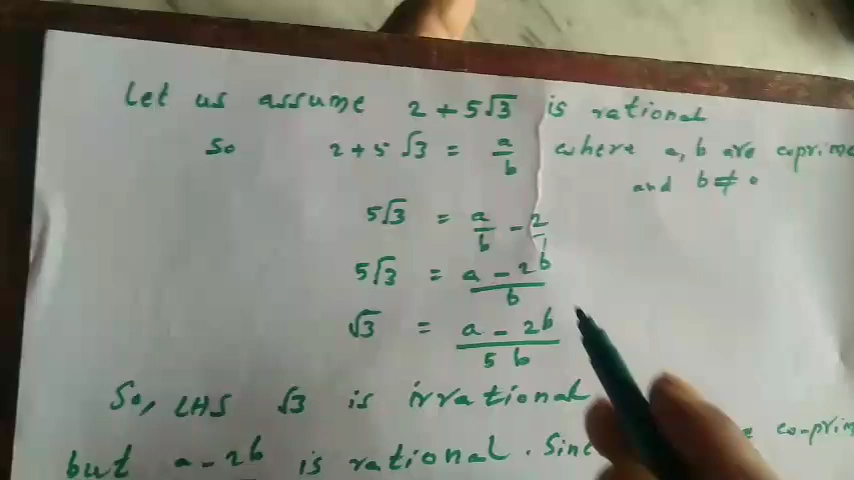 Let us assume 2 + 5√3 is rational
So 2 + 5√3 = a/b where a, b are coprime
and b ≠ 0
5√3 = a/b - 2/1
5√3 = a - 2b / b
√3 = a - 2b / 5b
So, LHS √3 is irrational
but a - 2b is rational.